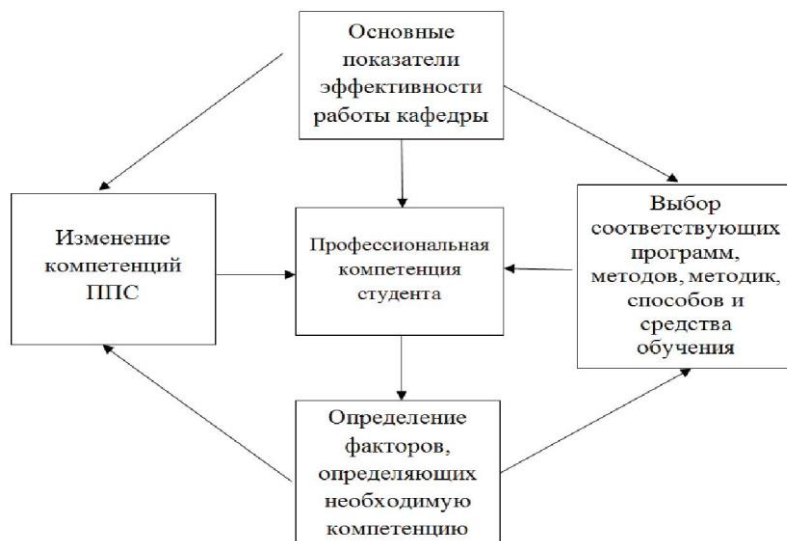 Основные
показатели
эффективности
работы кафедры
Изменение
компетенций
ППС
Профессиональная
компетенция
студента
Выбор
соответствующих
программ,
методов, методик,
способов и
средства
обучения
Определение
факторов,
определяющих
необходимую
компетенцию